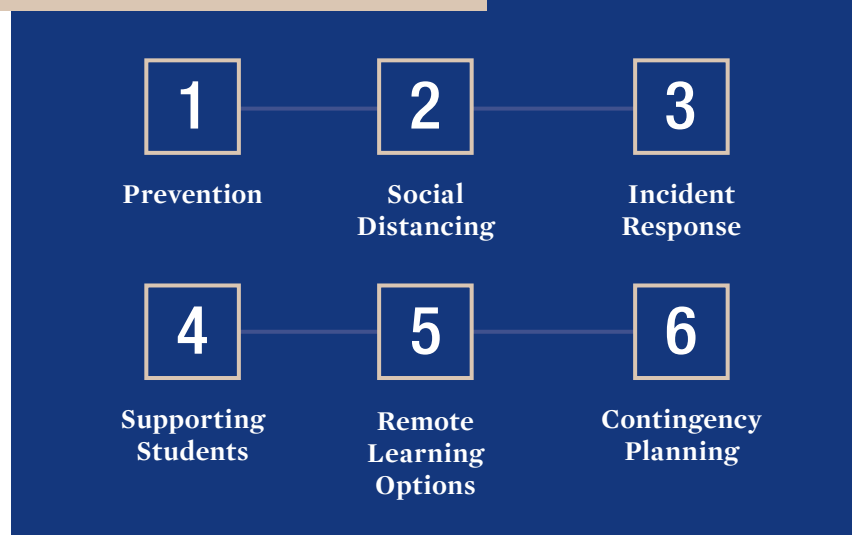 1
2
3
Prevention
Social
Distancing
Incident
Response
4
5
6
Supporting
Students
Remote
Learning
Options
Contingency
Planning